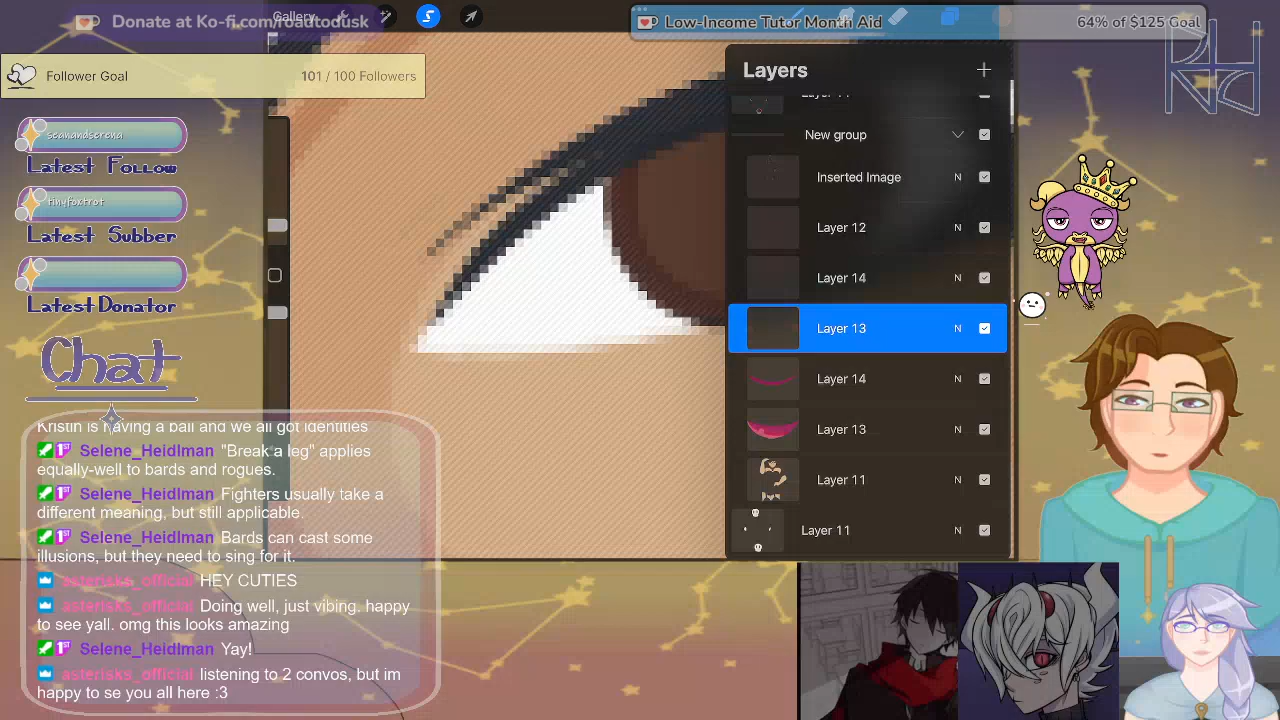 Donate at Ko-fi.com/rosutodusk
Gallery
Low-Income Tutor Month Aid
64% of $125 Goal
Follower Goal
101 / 100 Followers
seanandserena
Latest Follow
tinyfoxtrot
Latest Subber
Latest Donator
Chat
Kristin is having a ball and we all got identities
Selene_Heidlman "Break a leg" applies
equally-well to bards and rogues.
Selene_Heidlman Fighters usually take a
different meaning, but still applicable.
Selene_Heidlman Bards can cast some
illusions, but they need to sing for it.
asterisks_official HEY CUTIES
asterisks_official Doing well, just vibing. happy
to see yall. omg this looks amazing
Selene_Heidlman Yay!
asterisks_official listening to 2 convos, but im
happy to se you all here :3
Layers
New group
Inserted Image N
Layer 12 N
Layer 14 N
Layer 13 N
Layer 14 N
Layer 13 N
Layer 11 N
Layer 11 N